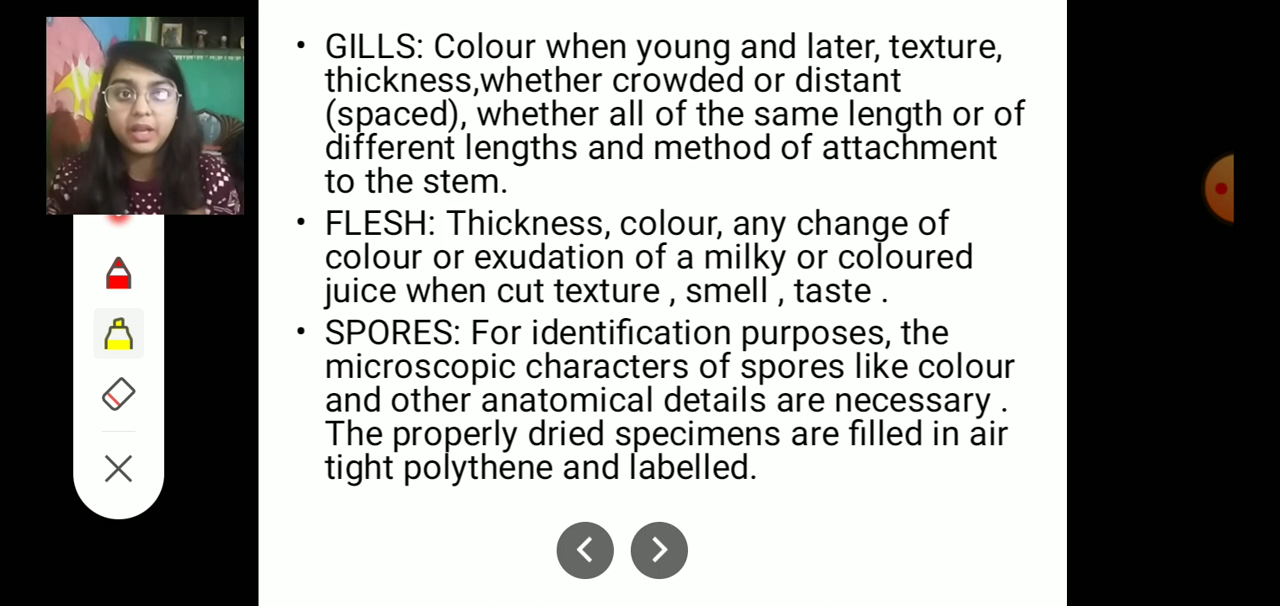 • GILLS: Colour when young and later, texture,
thickness,whether crowded or distant
(spaced), whether all of the same length or of
different lengths and method of attachment
to the stem.
• FLESH: Thickness, colour, any change of
colour or exudation of a milky or coloured
juice when cut texture , smell , taste .
• SPORES: For identification purposes, the
microscopic characters of spores like colour
and other anatomical details are necessary .
The properly dried specimens are filled in air
tight polythene and labelled.